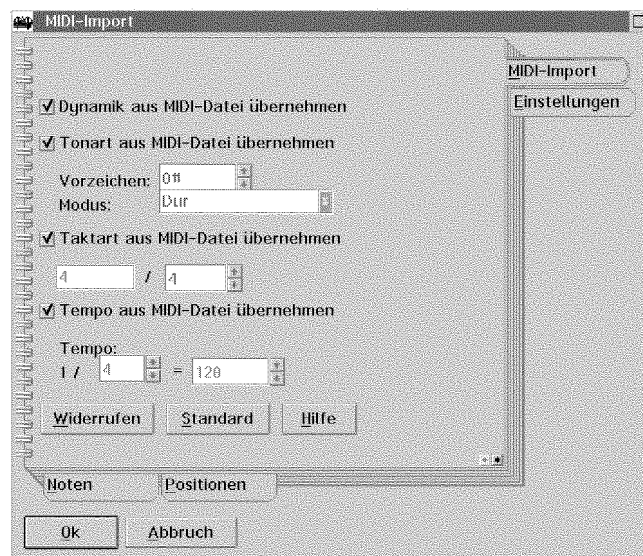 MIDI-Import
MIDI-Import
Einstellungen
Dynamik aus MIDI-Datei übernehmen
Tonart aus MIDI-Datei übernehmen
Vorzeichen: 0#
Modus: Dur
Taktart aus MIDI-Datei übernehmen
4 / 4
Tempo aus MIDI-Datei übernehmen
Tempo:
1 / 4 = 120
Widerrufen Standard Hilfe
Noten Positionen
Ok Abbruch